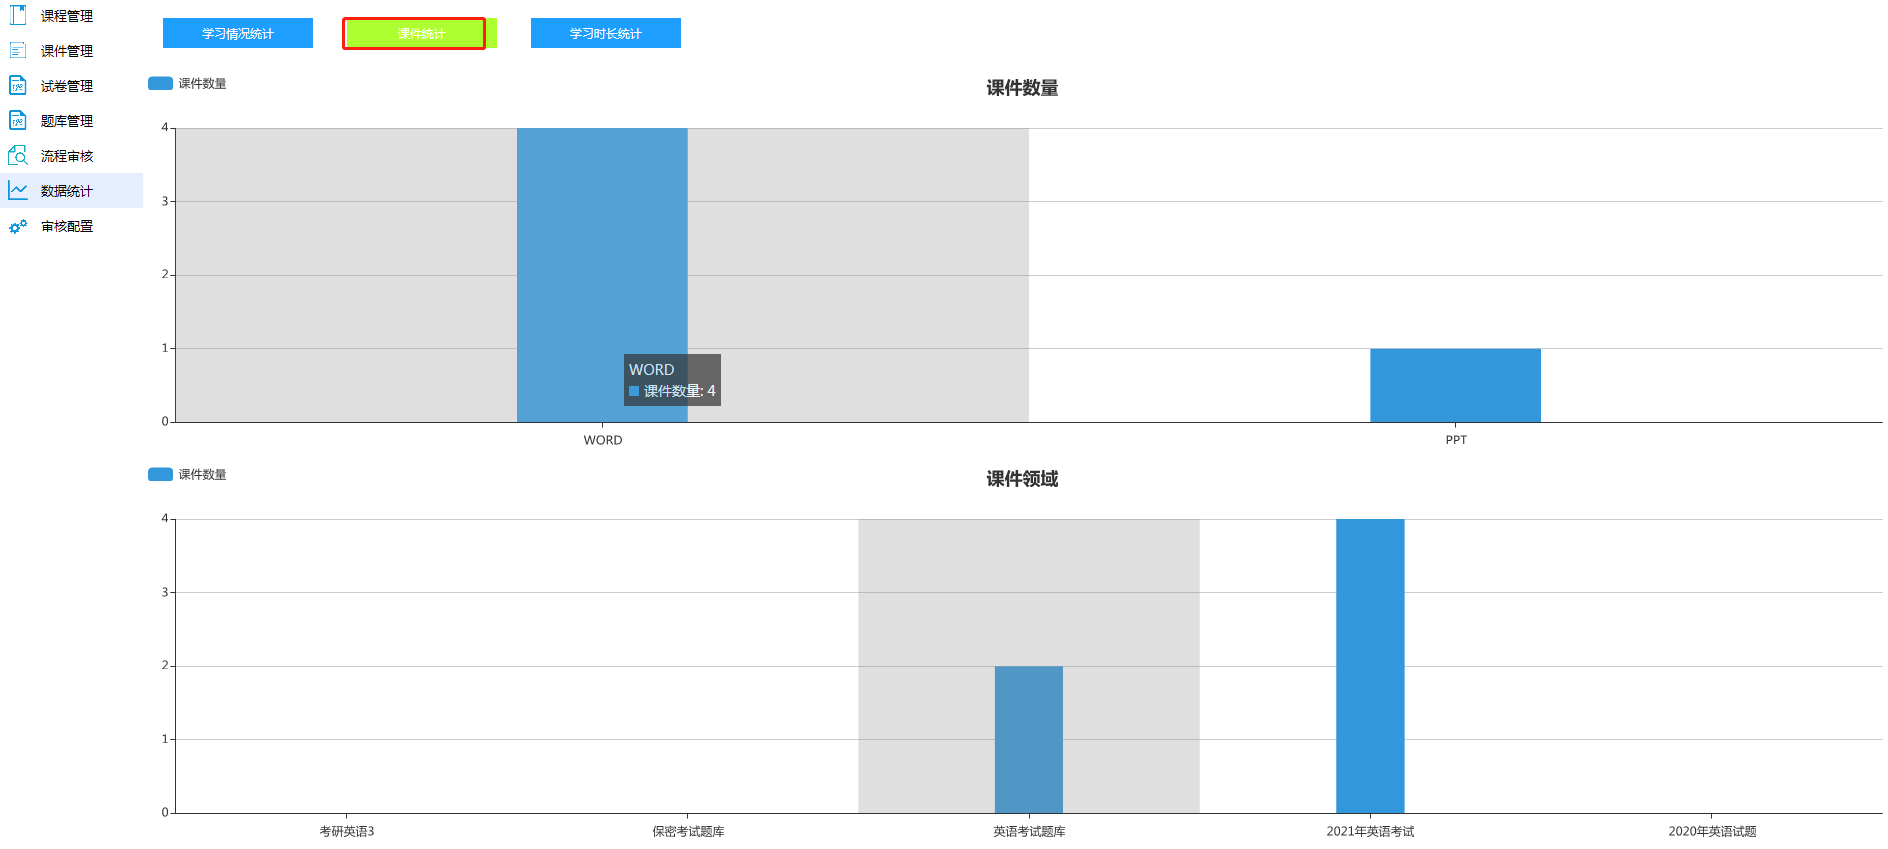 课程管理
课件管理
试卷管理
题库管理
流程审核
数据统计
审核配置
学习情况统计
课件统计
学习时长统计
课件数量
课件数量
4
3
2
1
0
WORD
课件数量: 4
WORD
PPT
课件数量
课件领域
4
3
2
1
0
考研英语3
保密考试题库
英语考试题库
2021年英语考试
2020年英语试题